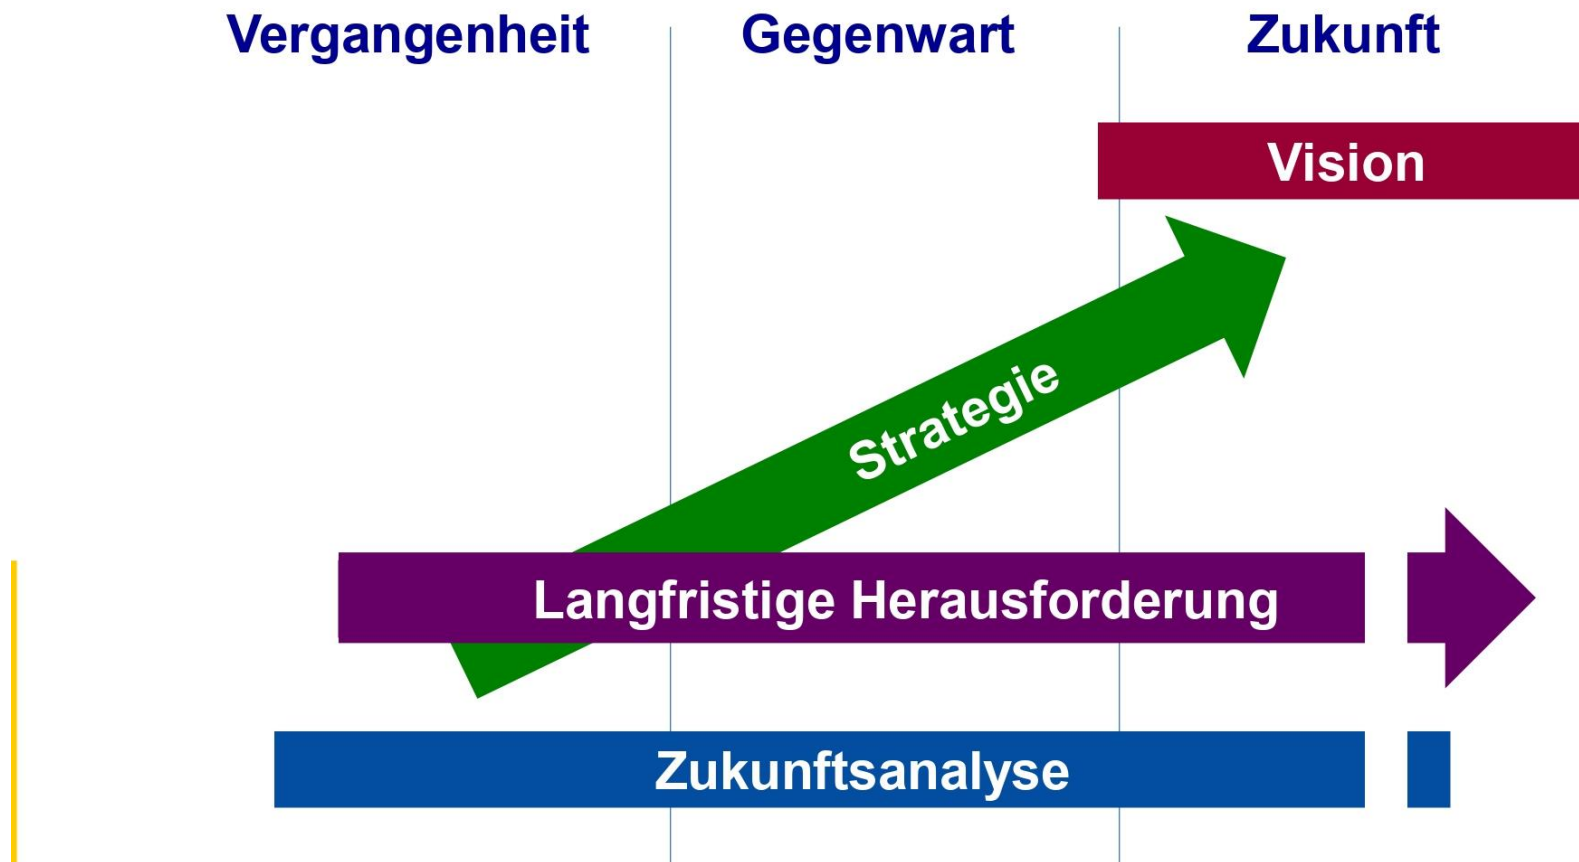 Vergangenheit Gegenwart Zukunft
Vision
Strategie
Langfristige Herausforderung
Zukunftsanalyse